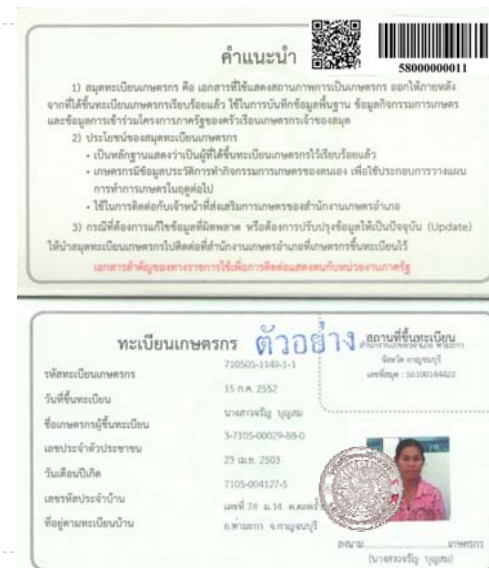 คำแนะนำ
58000000011
1) สมุดทะเบียนเกษตรกร คือ เอกสารที่ใช้แสดงสถานภาพการเป็นเกษตรกร ออกให้ภายหลัง
จากที่ได้ขึ้นทะเบียนเกษตรกรเรียบร้อยแล้ว ใช้ในการบันทึกข้อมูลพื้นฐาน ข้อมูลกิจกรรมการเกษตร
และข้อมูลการเข้าร่วมโครงการภาครัฐของครัวเรือนเกษตรกรเจ้าของสมุด
2) ประโยชน์ของสมุดทะเบียนเกษตรกร
• เป็นหลักฐานแสดงว่าเป็นผู้ที่ได้ขึ้นทะเบียนเกษตรกรไว้เรียบร้อยแล้ว
• เกษตรกรมีข้อมูลประวัติการทำกิจกรรมการเกษตรของตนเอง เพื่อใช้ประกอบการวางแผน
การทำการเกษตรในฤดูต่อไป
• ใช้ในการติดต่อกับเจ้าหน้าที่ส่งเสริมการเกษตรของสำนักงานเกษตรอำเภอ
3) กรณีที่ต้องการแก้ไขข้อมูลที่ผิดพลาด หรือต้องการปรับปรุงข้อมูลให้เป็นปัจจุบัน (Update)
ให้นำสมุดทะเบียนเกษตรกรไปติดต่อที่สำนักงานเกษตรอำเภอที่เกษตรกรขึ้นทะเบียนไว้
เอกสารสำคัญของทางราชการใช้เพื่อการติดต่อแสดงตนกับหน่วยงานภาครัฐ
ทะเบียนเกษตรกร ตัวอย่าง สถานที่ขึ้นทะเบียน
จังหวัด กาญจนบุรี
เลขที่สมุด : 56100144422
รหัสทะเบียนเกษตรกร 710505-1149-1-1
วันที่ขึ้นทะเบียน 15 ก.ค. 2552
ชื่อเกษตรกรผู้ขึ้นทะเบียน นางสาวจรัญ บุญสม
เลขประจำตัวประชาชน 3-7105-00029-88-0
วันเดือนปีเกิด 23 เม.ย. 2503
เลขรหัสประจำบ้าน 7105-004127-5
ที่อยู่ตามทะเบียนบ้าน เลขที่ 74 ม.14
อ.ท่ามะกา จ.กาญจนบุรี
ลงนาม เกษตรกร
(นางสาวจรัญ บุญสม)